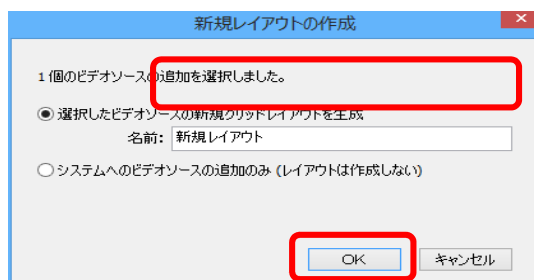 新規レイアウトの作成
1個のビデオソースの追加を選択しました。
選択したビデオソースの新規グリッドレイアウトを生成
名前: 新規レイアウト
システムへのビデオソースの追加のみ (レイアウトは作成しない)
OK キャンセル